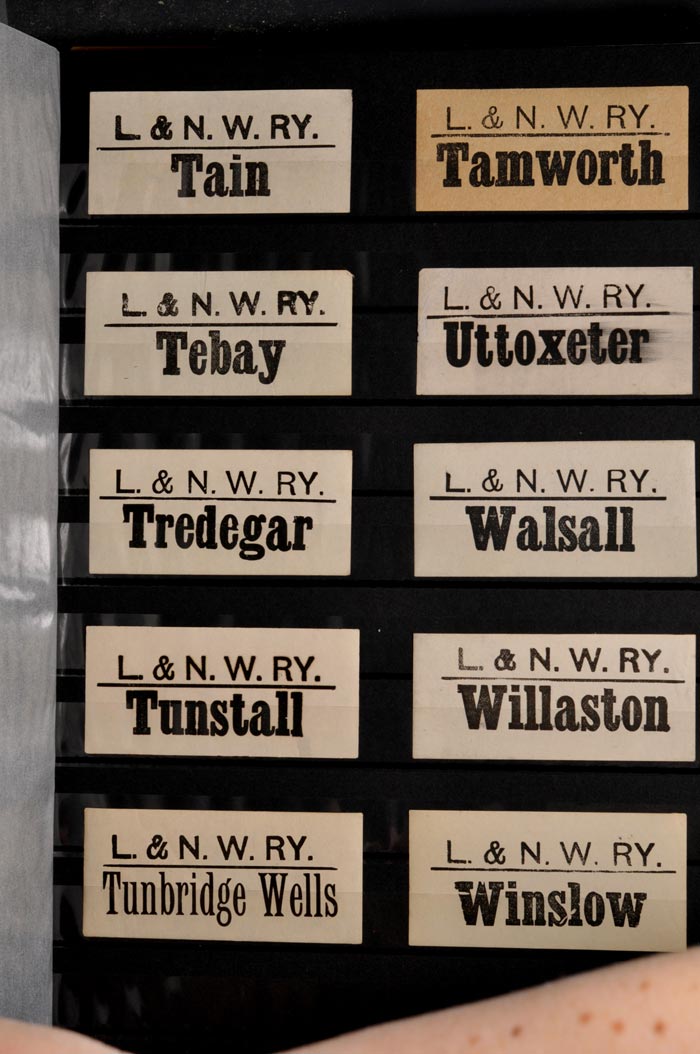 L. & N. W. RY.
Tain
L. & N. W. RY.
Tebay
L. & N. W. RY.
Tredegar
L. & N. W. RY.
Tunstall
L. & N. W. RY.
Tunbridge Wells
L. & N. W. RY.
Tamworth
L. & N. W. RY.
Uttoxeter
L. & N. W. RY.
Walsall
L. & N. W. RY.
Willaston
L. & N. W. RY.
Winslow